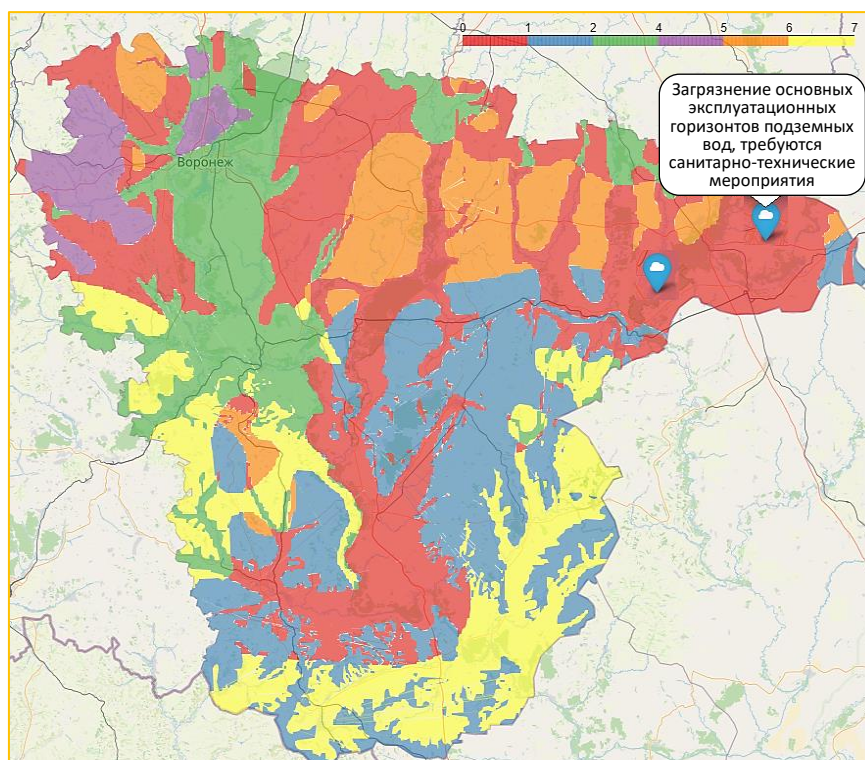 0 1 2 4 5 6 7
Загрязнение основных
эксплуатационных
горизонтов подземных
вод, требуются
санитарно-технические
мероприятия
Воронеж